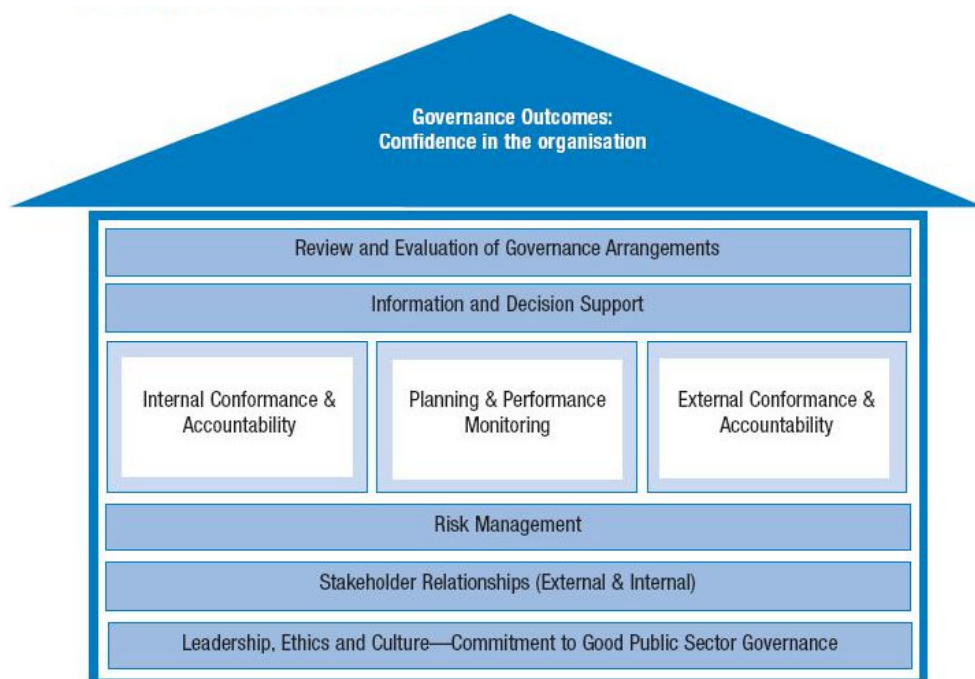 Governance Outcomes:
Confidence in the organisation
Review and Evaluation of Governance Arrangements
Information and Decision Support
Internal Conformance &
Accountability
Planning & Performance
Monitoring
External Conformance &
Accountability
Risk Management
Stakeholder Relationships (External & Internal)
Leadership, Ethics and Culture—Commitment to Good Public Sector Governance